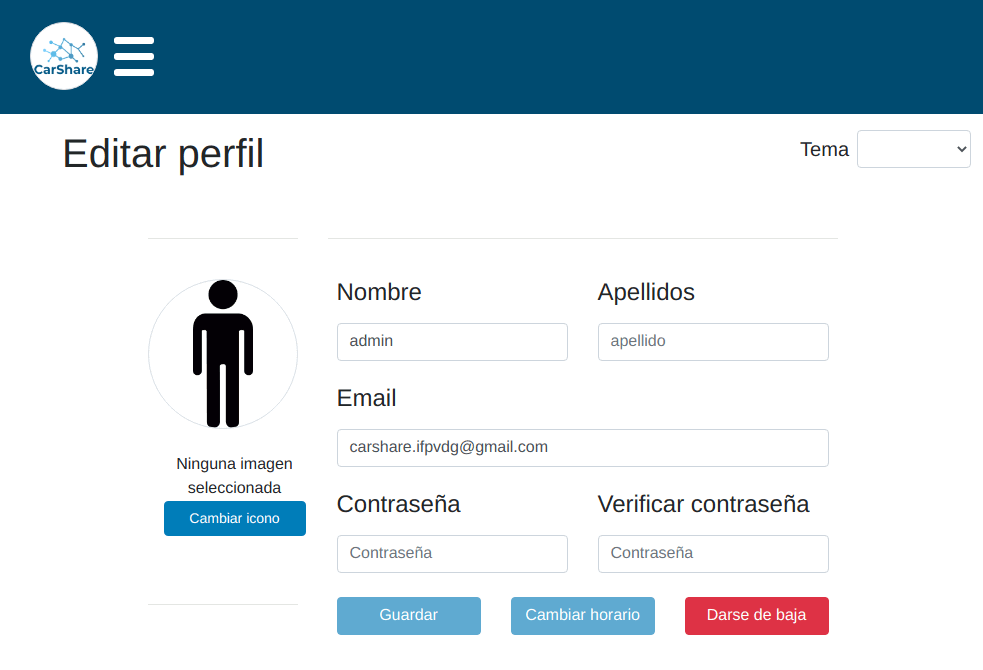 CarShare
Editar perfil
Tema
Nombre
Apellidos
admin
apellido
Email
carshare.ifpvdg@gmail.com
Ninguna imagen
seleccionada
Cambiar icono
Contraseña
Verificar contraseña
Contraseña
Contraseña
Guardar
Cambiar horario
Darse de baja